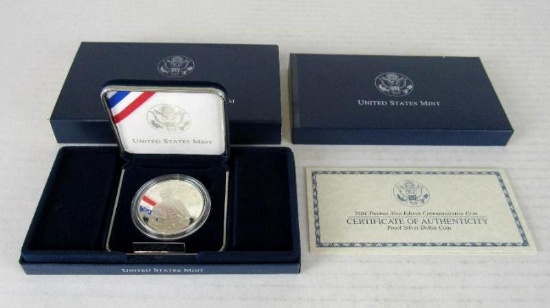 UNITED STATES MINT
UNITED STATES MINT
2004 Thomas Alva Edison Commemorative Coin
CERTIFICATE OF AUTHENTICITY
Proof Silver Dollar Coin
UNITED STATES MINT